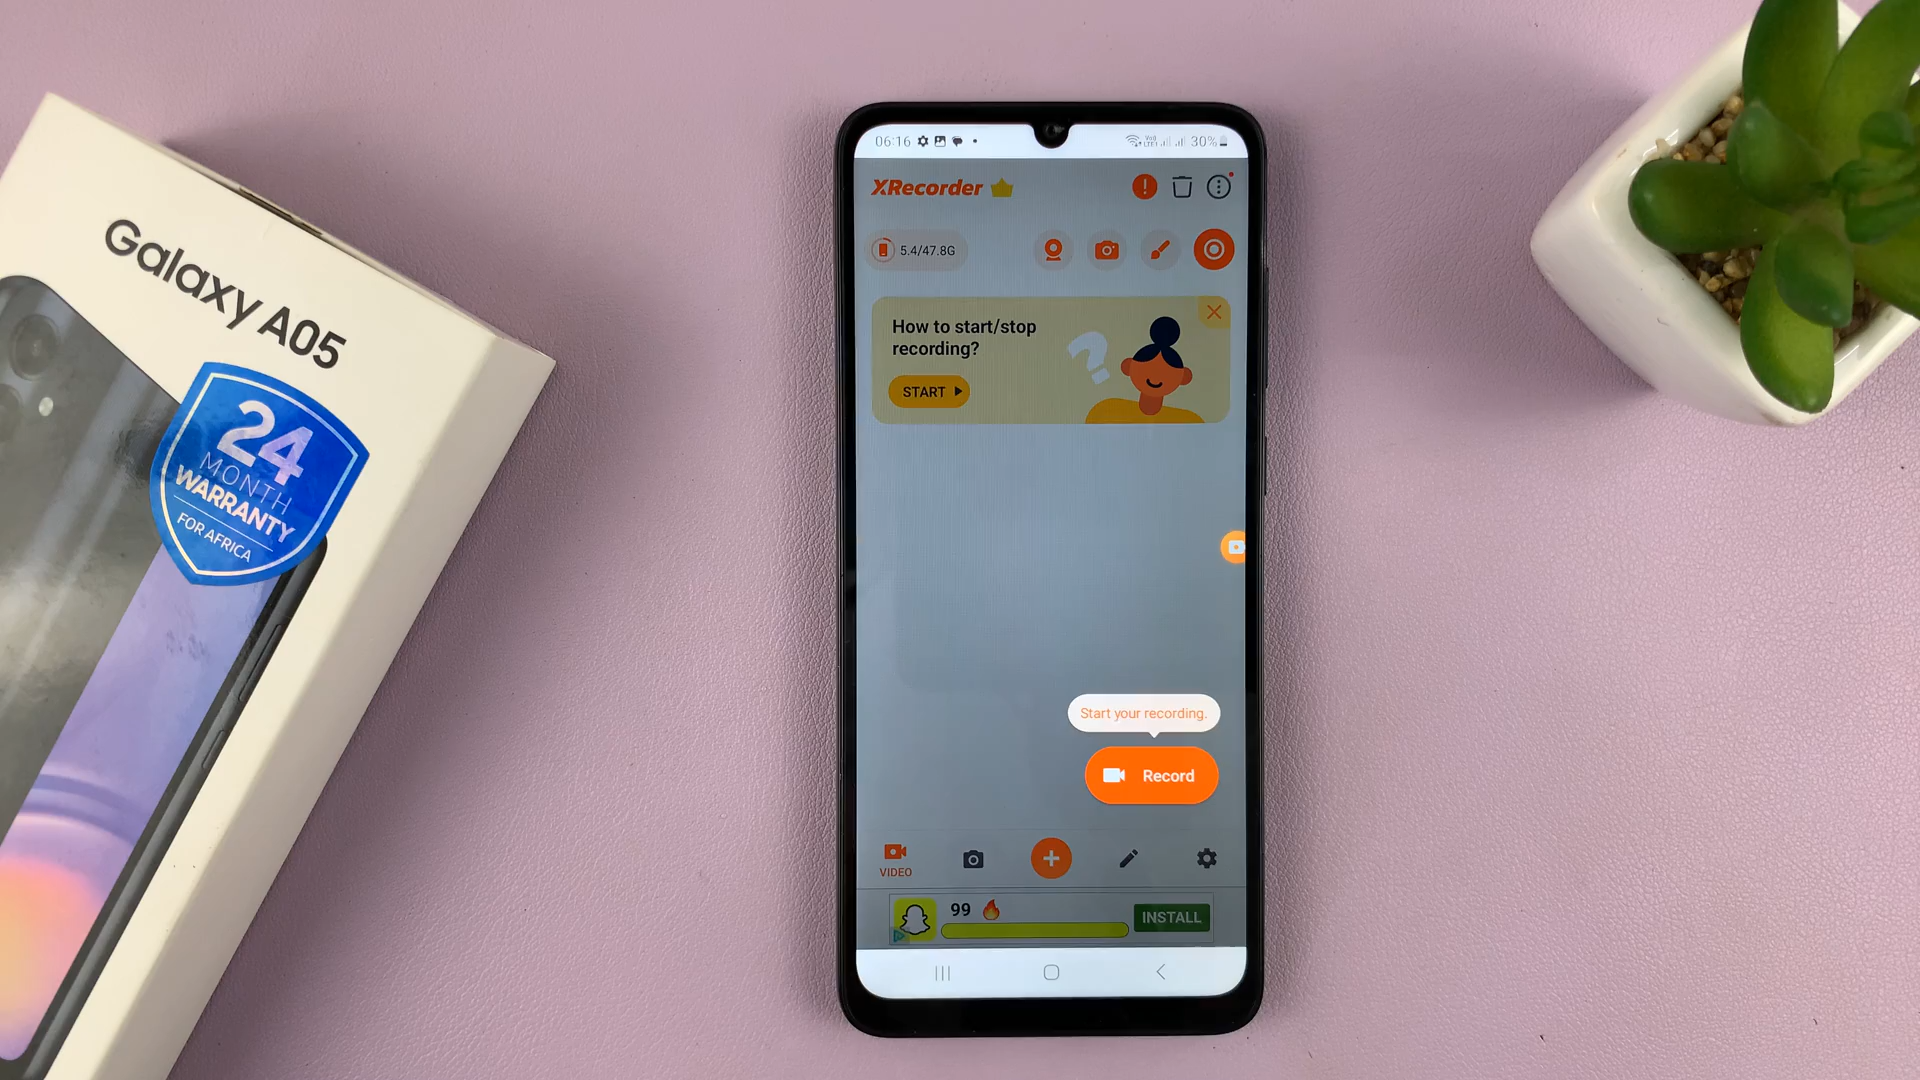 Galaxy A05
24
MONTH
WARRANTY
FOR AFRICA
06:16
30%
XRecorder
5.4/47.8G
How to start/stop
recording?
START
Start your recording.
Record
VIDEO
99
INSTALL